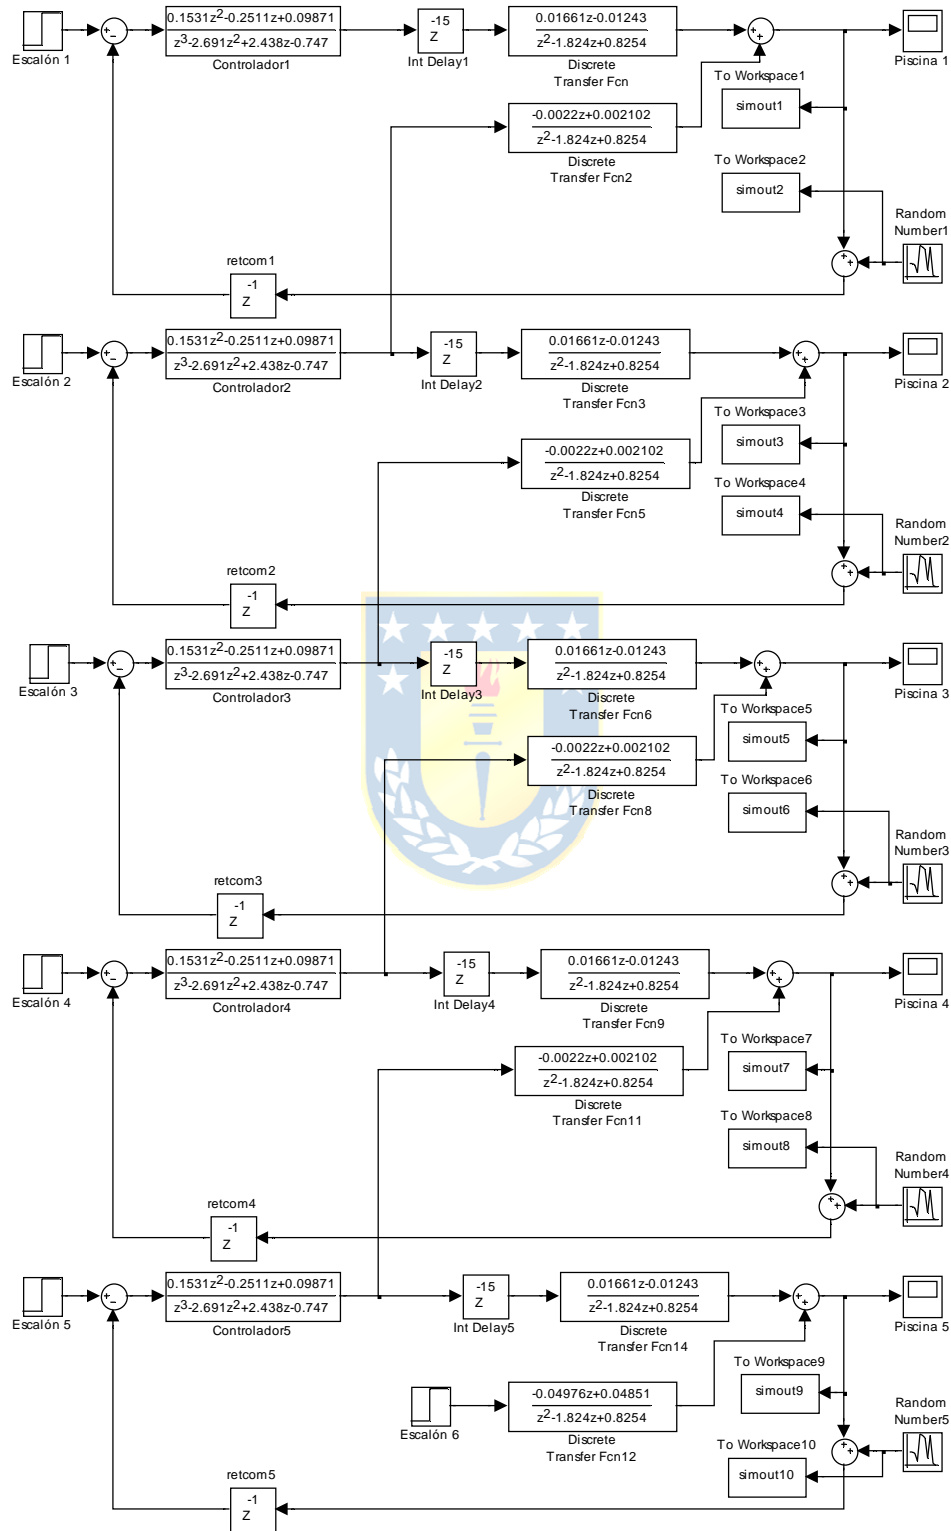 0.1531z2-0.2511z+0.09871
z3-2.691z2+2.438z-0.747
Escalón 1
Controlador1
-15
Z
Int Delay1
0.01661z-0.01243
z2-1.824z+0.8254
Discrete
Transfer Fcn
Piscina 1
To Workspace1
simout1
-0.0022z+0.002102
z2-1.824z+0.8254
Discrete
Transfer Fcn2
To Workspace2
simout2
Random
Number1
retcom1
-1
Z
0.1531z2-0.2511z+0.09871
z3-2.691z2+2.438z-0.747
Escalón 2
Controlador2
-15
Z
Int Delay2
0.01661z-0.01243
z2-1.824z+0.8254
Discrete
Transfer Fcn3
Piscina 2
To Workspace3
simout3
-0.0022z+0.002102
z2-1.824z+0.8254
Discrete
Transfer Fcn5
To Workspace4
simout4
Random
Number2
retcom2
-1
Z
0.1531z2-0.2511z+0.09871
z3-2.691z2+2.438z-0.747
Escalón 3
Controlador3
-15
Z
Int Delay3
0.01661z-0.01243
z2-1.824z+0.8254
Discrete
Transfer Fcn6
Piscina 3
To Workspace5
simout5
-0.0022z+0.002102
z2-1.824z+0.8254
Discrete
Transfer Fcn8
To Workspace6
simout6
Random
Number3
retcom3
-1
Z
0.1531z2-0.2511z+0.09871
z3-2.691z2+2.438z-0.747
Escalón 4
Controlador4
-15
Z
Int Delay4
0.01661z-0.01243
z2-1.824z+0.8254
Discrete
Transfer Fcn9
Piscina 4
To Workspace7
simout7
-0.0022z+0.002102
z2-1.824z+0.8254
Discrete
Transfer Fcn11
To Workspace8
simout8
Random
Number4
retcom4
-1
Z
0.1531z2-0.2511z+0.09871
z3-2.691z2+2.438z-0.747
Escalón 5
Controlador5
-15
Z
Int Delay5
0.01661z-0.01243
z2-1.824z+0.8254
Discrete
Transfer Fcn14
Piscina 5
To Workspace9
simout9
Escalón 6
-0.04976z+0.04851
z2-1.824z+0.8254
Discrete
Transfer Fcn12
To Workspace10
simout10
Random
Number5
retcom5
-1
Z